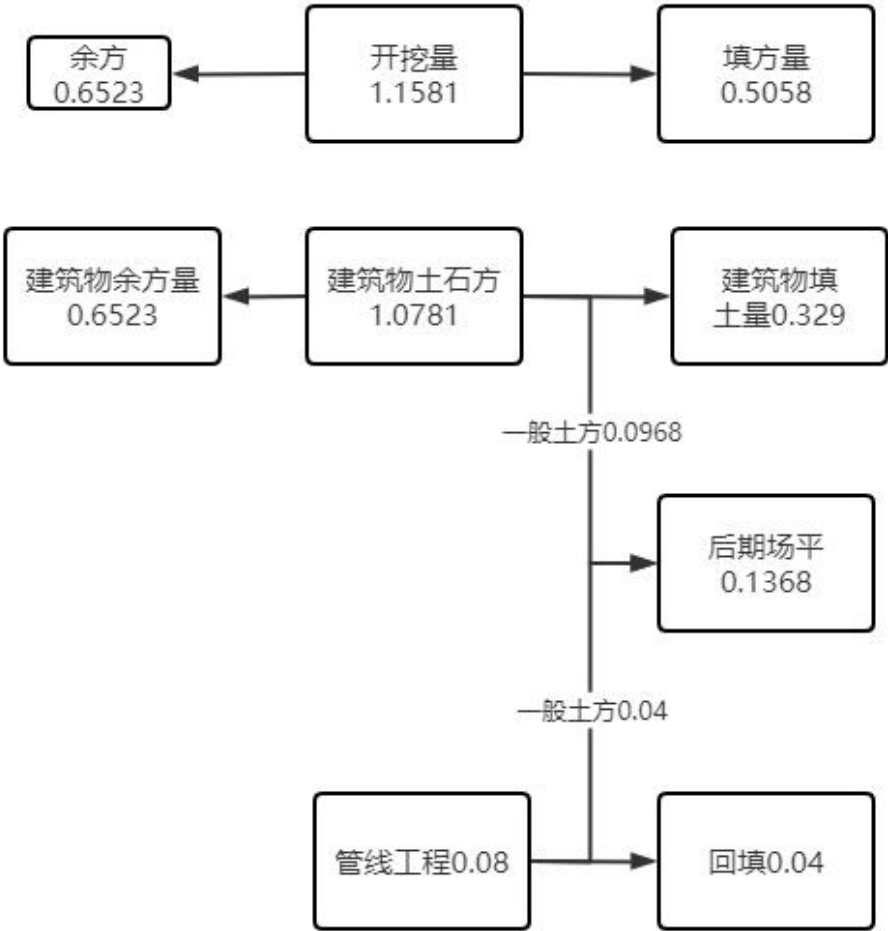 余方
0.6523
开挖量
1.1581
填方量
0.5058
建筑物余方量
0.6523
建筑物土石方
1.0781
建筑物填
土量0.329
一般土方0.0968
后期场平
0.1368
一般土方0.04
管线工程0.08
回填0.04